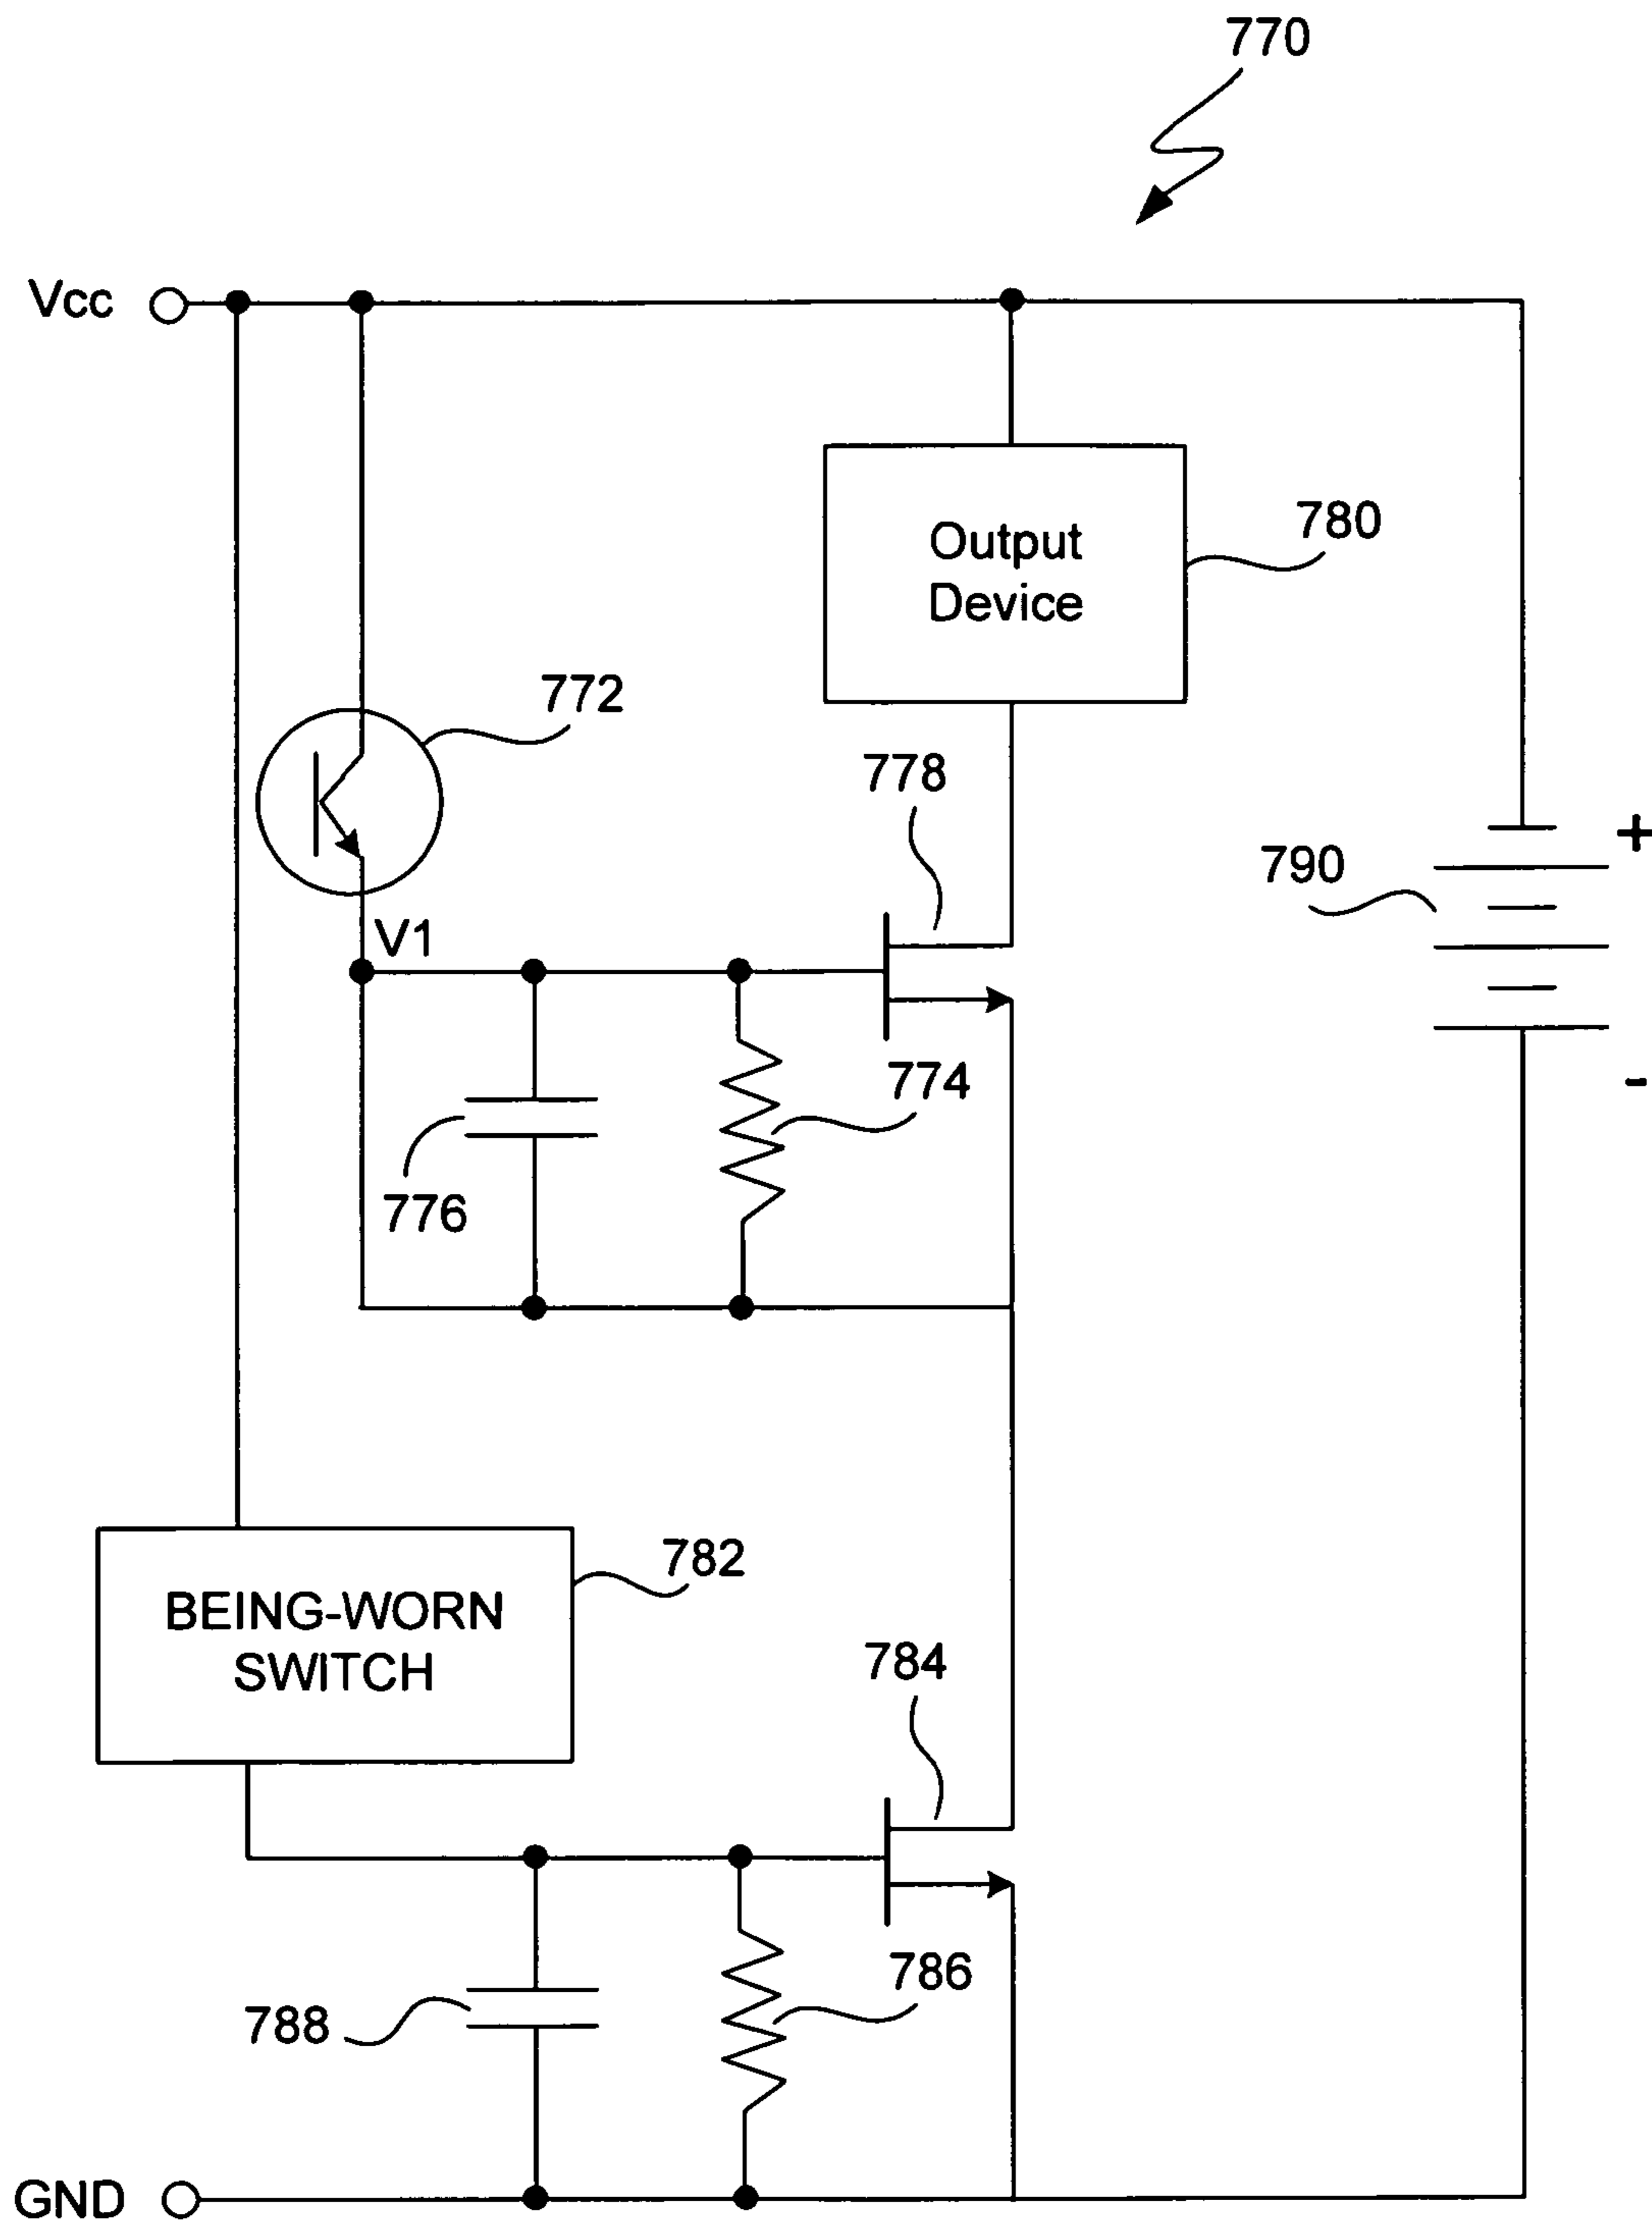 770
Vcc
Output
Device
780
772
778
790
+
V1
774
-
776
782
BEING-WORN
SWITCH
784
786
788
GND